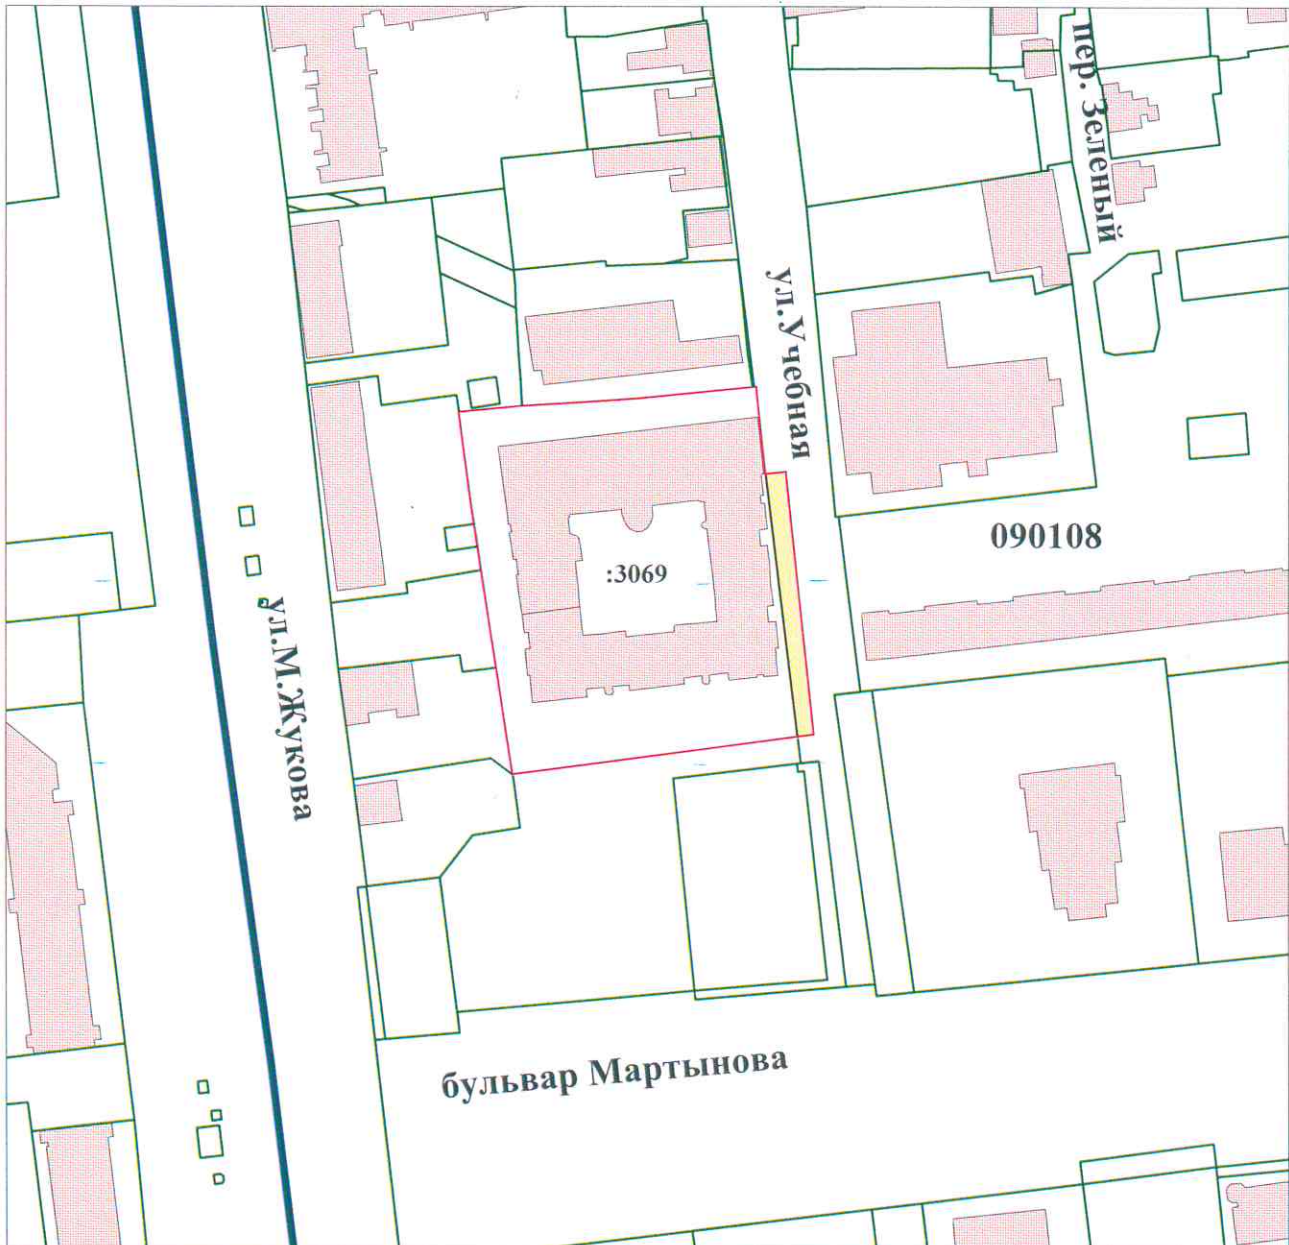 пер. Зеленый
ул.Учебная
090108
:3069
ул.М.Жукова
бульвар Мартынова